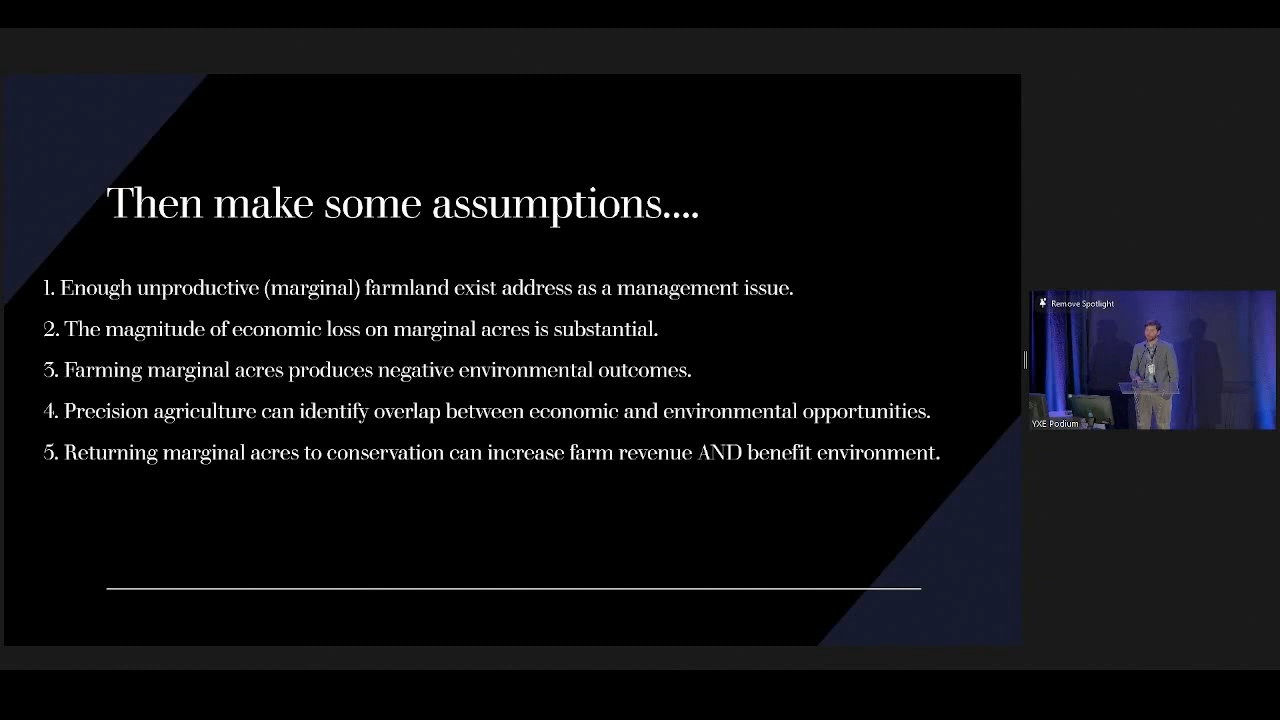 Then make some assumptions....
1. Enough unproductive (marginal) farmland exist address as a management issue.
2. The magnitude of economic loss on marginal acres is substantial.
3. Farming marginal acres produces negative environmental outcomes.
4. Precision agriculture can identify overlap between economic and environmental opportunities.
5. Returning marginal acres to conservation can increase farm revenue AND benefit environment.
Remove Spotlight
YXE Podium